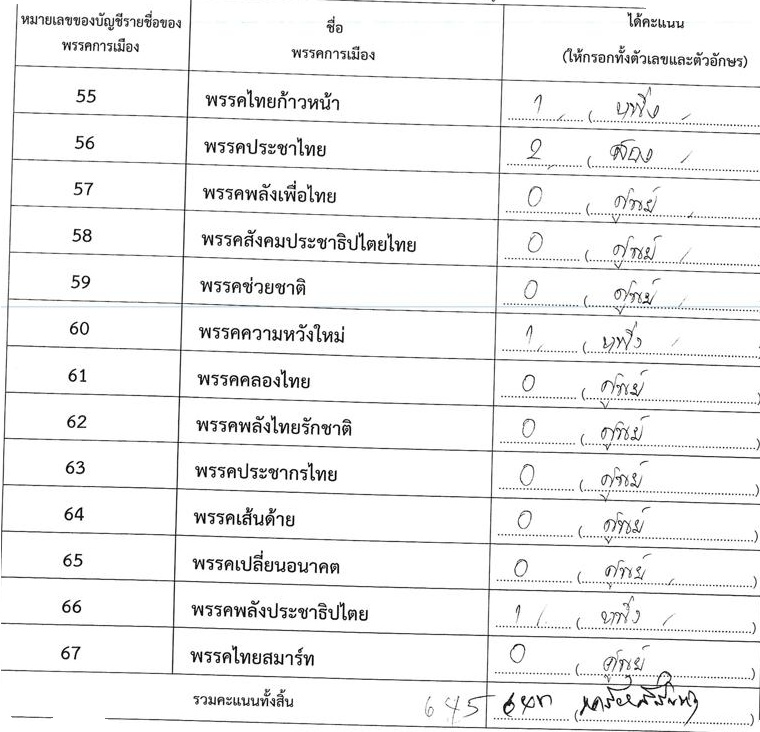 หมายเลขของบัญชีรายชื่อของ ชื่อ ได้คะแนน
พรรคการเมือง พรรคการเมือง (ให้กรอกทั้งตัวเลขและตัวอักษร)
55 พรรคไทยก้าวหน้า 1 (หนึ่ง
56 พรรคประชาไทย 2 (สอง
57 พรรคพลังเพื่อไทย 0 (ศูนย์
58 พรรคสังคมประชาธิปไตยไทย 0 (ศูนย์
59 พรรคช่วยชาติ 0 (ศูนย์
60 พรรคความหวังใหม่ 1 (หนึ่ง
61 พรรคคลองไทย 0 (ศูนย์)
62 พรรคพลังไทยรักชาติ 0 (ศูนย์)
63 พรรคประชากรไทย 0 (ศูนย์)
64 พรรคเส้นด้าย 0 (ศูนย์)
65 พรรคเปลี่ยนอนาคต 0 (ศูนย์)
66 พรรคพลังประชาธิปไตย 1 (หนึ่ง)
67 พรรคไทยสมาร์ท 0 (ศูนย์)
รวมคะแนนทั้งสิ้น 645